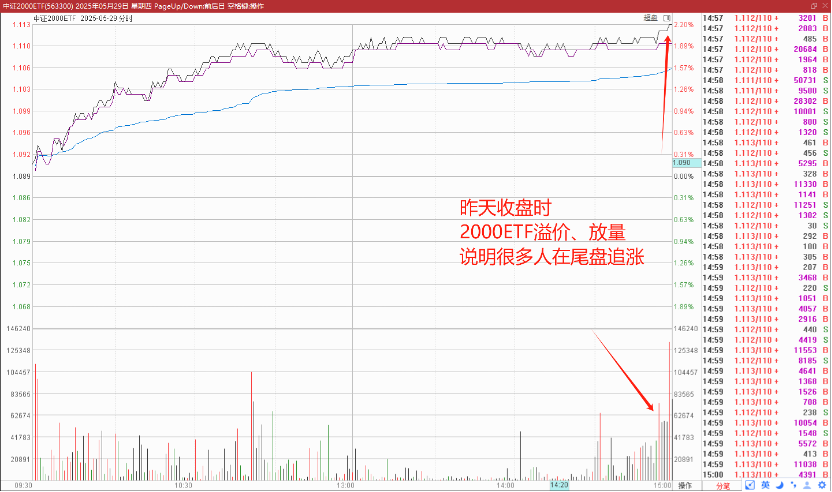 中证2000ETF(563300) 2025年05月29日 星期四 PageUp/Down:前后日 空格键:操作
中证2000ETF 2025-05-29分时
超盘
1.113 2.20%
1.110 1.89%
1.106 1.57%
1.103 1.26%
1.099 0.94%
1.096 0.63%
1.092 0.31%
1.090
1.089 0.00%
1.086 0.31%
1.082 0.63%
1.079 0.94%
1.075 1.26%
1.072 1.57%
1.068 1.89%
昨天收盘时
2000ETF溢价、放量
说明很多人在尾盘追涨
146240 146240
125348 125348
104457 104457
83565 83565
62674 62674
41783 41783
20891 20891
09:30 10:30 13:00 14:00 14:20 15:00 操作
14:57 1.112/110 + 3201 B
14:57 1.112/110 + 2003 B
14:57 1.112/110 + 485 B
14:57 1.112/110 + 20684 B
14:57 1.112/110 + 1964 B
14:57 1.112/110 + 818 B
14:58 1.111/110 + 50731 S
14:58 1.111/110 + 9500 S
14:58 1.112/110 + 28302 B
14:58 1.112/110 + 10001 S
14:58 1.112/110 + 800 S
14:58 1.112/110 + 1320 S
14:58 1.113/110 + 461 B
14:58 1.112/110 + 456 S
14:58 1.113/110 + 5295 B
14:58 1.113/110 + 328 B
14:58 1.113/110 + 11330 B
14:58 1.113/110 + 1141 B
14:58 1.112/110 + 11251 S
14:58 1.112/110 + 1302 S
14:58 1.112/110 + 30 S
14:58 1.113/110 + 292 B
14:58 1.113/110 + 100 B
14:58 1.113/110 + 305 B
14:59 1.113/110 + 207 B
14:59 1.113/110 + 3468 B
14:59 1.112/110 + 220 S
14:59 1.113/110 + 1051 B
14:59 1.113/110 + 4057 B
14:59 1.113/110 + 2916 B
14:59 1.112/110 + 440 S
14:59 1.112/110 + 4419 S
14:59 1.113/110 + 11553 B
14:59 1.112/110 + 8185 S
14:59 1.113/110 + 4641 B
14:59 1.113/110 + 1360 B
14:59 1.113/110 + 1526 B
14:59 1.113/110 + 700 B
14:59 1.112/110 + 230 S
14:59 1.113/110 + 10054 B
14:59 1.112/110 + 1540 S
14:59 1.113/110 + 5572 B
14:59 1.113/110 + 413 B
14:59 1.113/110 + 11030 B
15:00 1.113/110 + 4391 B
分笔 英